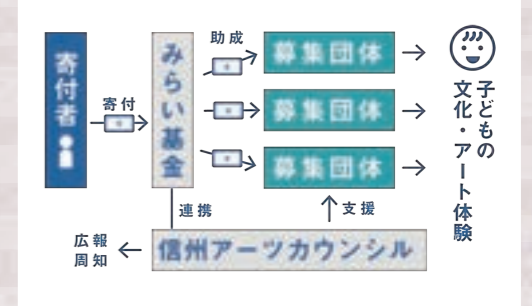 寄付者
寄付
みらい基金
助成
募集団体
募集団体
募集団体
子どもの
文化・アート体験
連携
支援
信州アーツカウンシル
広報
周知